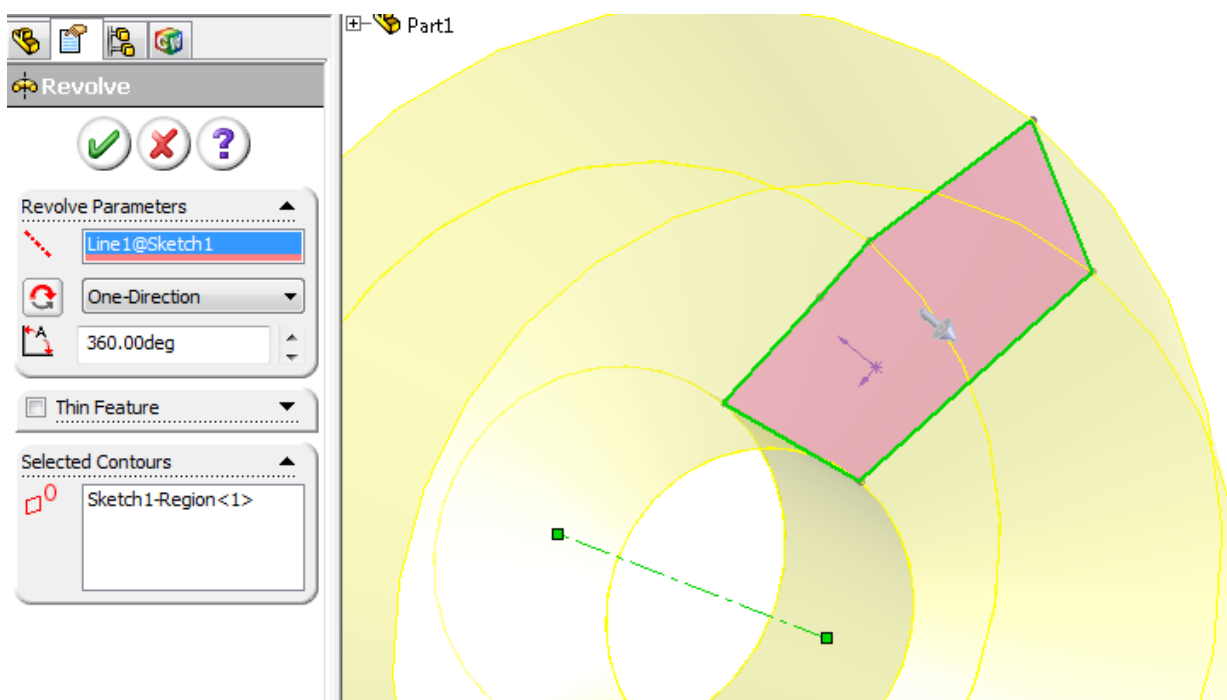 Part1
Revolve
Revolve Parameters
Line1@Sketch1
One-Direction
A
360.00deg
Thin Feature
Selected Contours
Sketch1-Region<1>